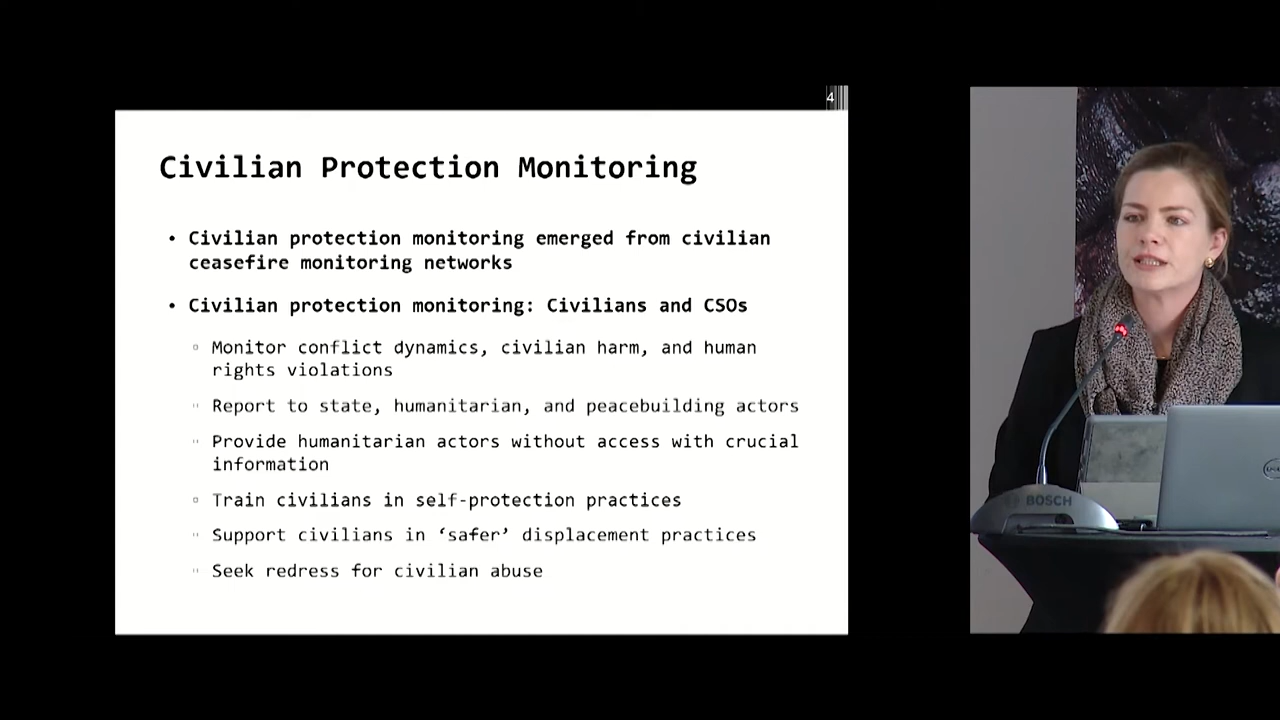 4
Civilian Protection Monitoring
• Civilian protection monitoring emerged from civilian
ceasefire monitoring networks
• Civilian protection monitoring: Civilians and CSOs
Monitor conflict dynamics, civilian harm, and human
rights violations
Report to state, humanitarian, and peacebuilding actors
Provide humanitarian actors without access with crucial
information
Train civilians in self-protection practices
Support civilians in ‘safer’ displacement practices
Seek redress for civilian abuse
BOSCH